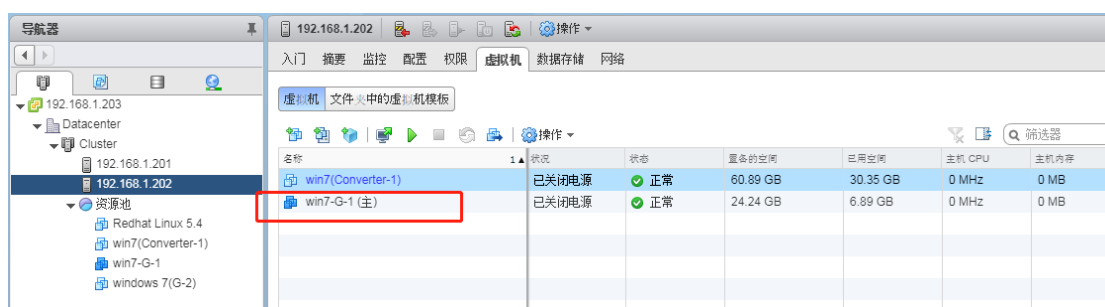 导航器
192.168.1.202 操作
入门 摘要 监控 配置 权限 虚拟机 数据存储 网络
虚拟机 文件夹中的虚拟机模板
192.168.1.203
Datacenter
Cluster
192.168.1.201
192.168.1.202
资源池
Redhat Linux 5.4
win7(Converter-1)
win7-G-1
windows 7(G-2)
操作 筛选器
名称 1 状况 状态 置备的空间 已用空间 主机 CPU 主机内存
win7(Converter-1) 已关闭电源 正常 60.89 GB 30.35 GB 0 MHz 0 MB
win7-G-1 (主) 已关闭电源 正常 24.24 GB 6.89 GB 0 MHz 0 MB